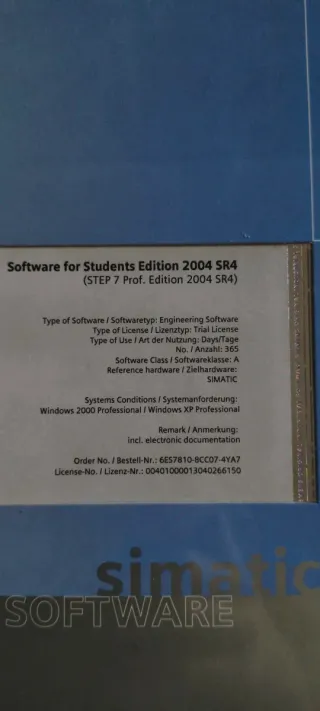 Software for Students Edition 2004 SR4
(STEP 7 Prof. Edition 2004 SR4)
Type of Software / Softwaretyp: Engineering Software
Type of License / Lizenztyp: Trial License
Type of Use / Art der Nutzung: Days/Tage
No. / Anzahl: 365
Software Class / Softwareklasse: A
Reference hardware / Zielhardware:
SIMATIC
Systems Conditions / Systemanforderung:
Windows 2000 Professional / Windows XP Professional
Remark / Anmerkung:
incl. electronic documentation
Order No. / Bestell-Nr.: 6ES7810-8CC07-4YA7
License-No. / Lizenz-Nr.: 00401000013040266150
simatic
SOFTWARE